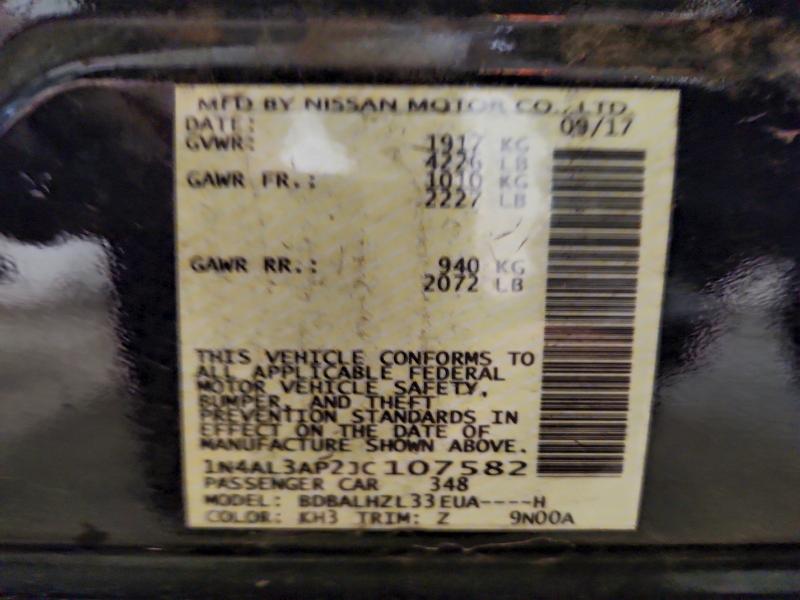 MFD BY NISSAN MOTOR CO., LTD.
DATE: 09/17
GVWR: 1917 KG
4226 LB
GAWR FR.: 1010 KG
2227 LB
GAWR RR.: 940 KG
2072 LB
THIS VEHICLE CONFORMS TO
ALL APPLICABLE FEDERAL
MOTOR VEHICLE SAFETY,
BUMPER, AND THEFT
PREVENTION STANDARDS IN
EFFECT ON THE DATE OF
MANUFACTURE SHOWN ABOVE.
1N4AL3AP2JC107582
PASSENGER CAR 348
MODEL: BDBALHZL33EUA----H
COLOR: KH3 TRIM: Z 9N00A